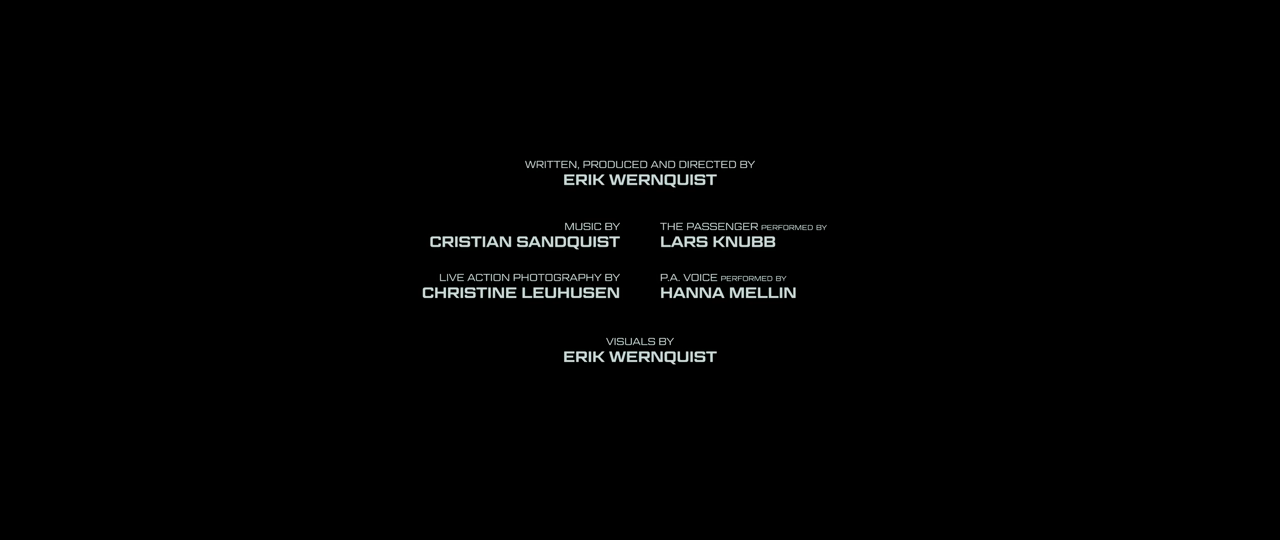 WRITTEN, PRODUCED AND DIRECTED BY
ERIK WERNQUIST
MUSIC BY
CRISTIAN SANDQUIST
THE PASSENGER PERFORMED BY
LARS KNUBB
LIVE ACTION PHOTOGRAPHY BY
CHRISTINE LEUHUSEN
P.A. VOICE PERFORMED BY
HANNA MELLIN
VISUALS BY
ERIK WERNQUIST